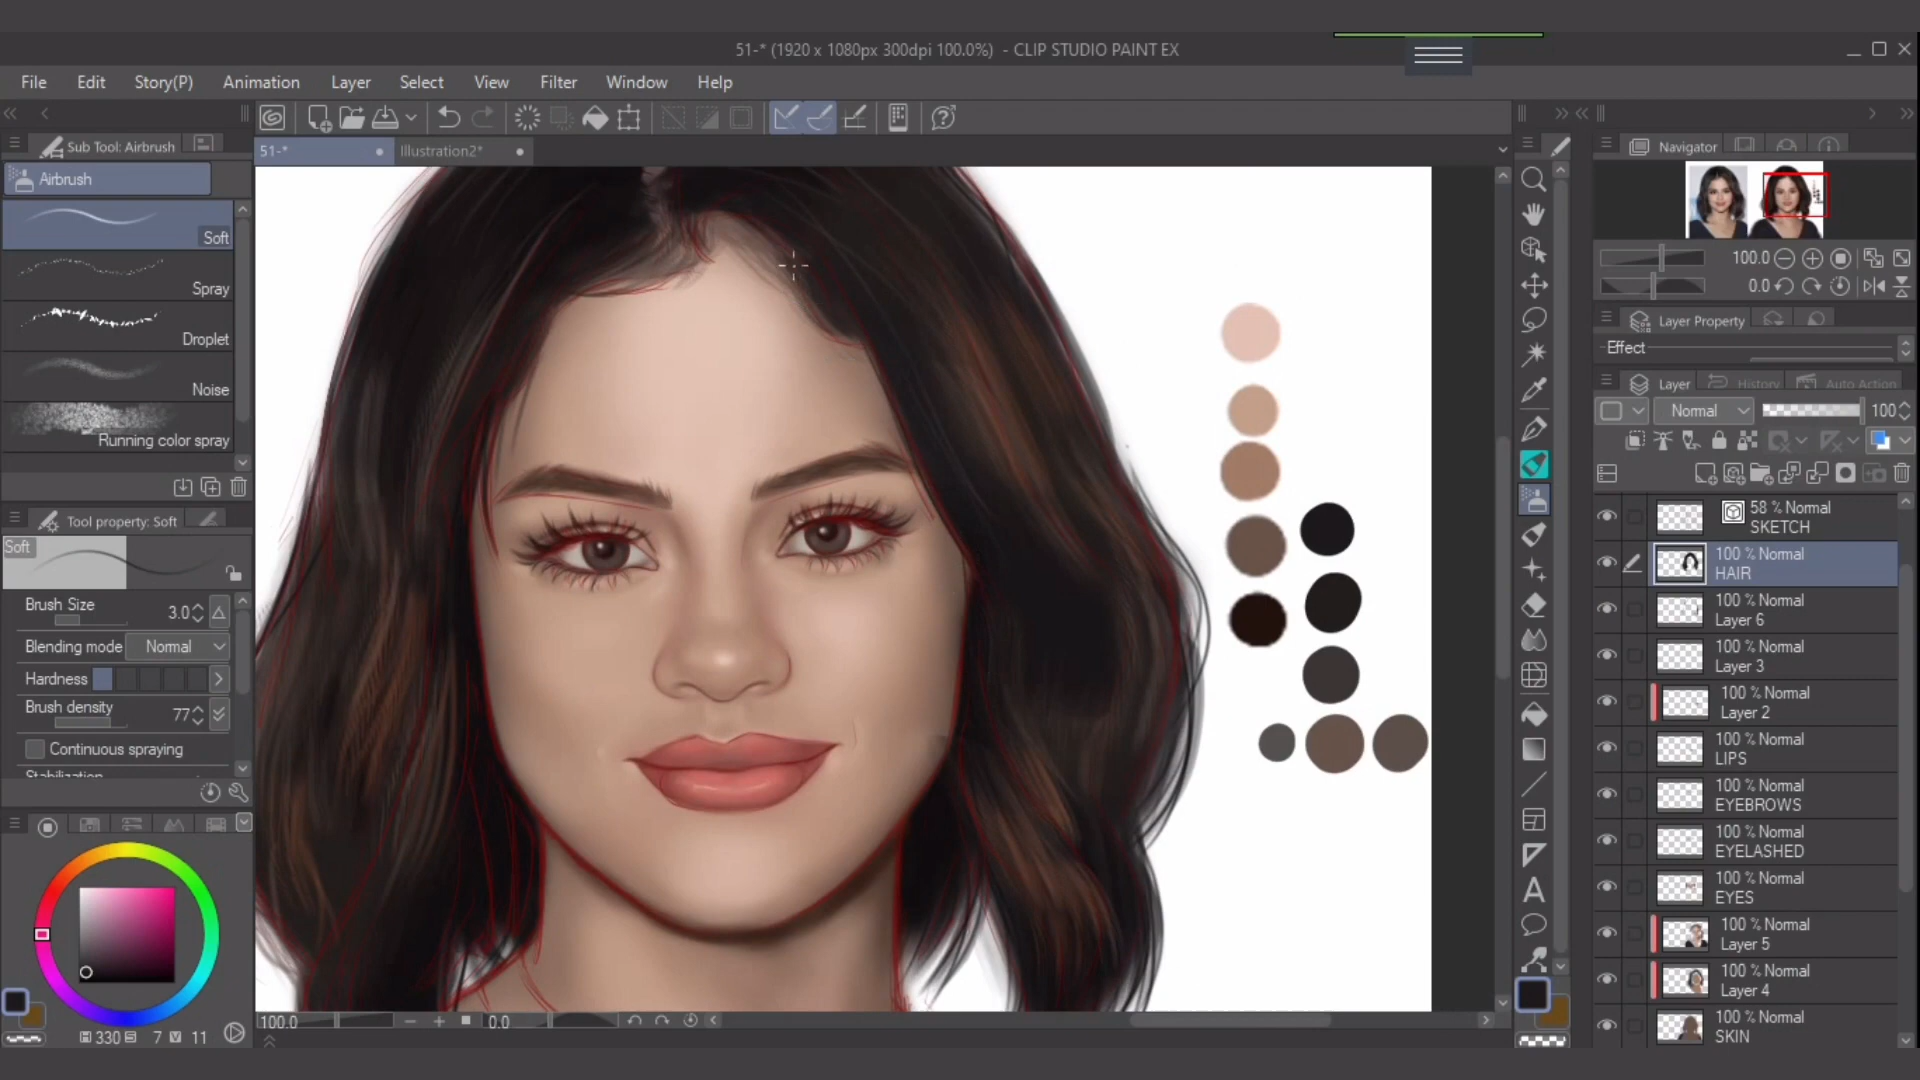 51-* (1920 x 1080px 300dpi 100.0%) - CLIP STUDIO PAINT EX
File Edit Story(P) Animation Layer Select View Filter Window Help
Sub Tool: Airbrush
51-* Illustration2*
Airbrush
Soft
Spray
Droplet
Noise
Running color spray
Tool property: Soft
Soft
Brush Size 3.0
Blending mode Normal
Hardness
Brush density 77
Continuous spraying
Stabilization
330 7 11
100.0 0.0
A
Navigator
100.0
0.0
Layer Property
Effect
Layer History Auto Action
Normal 100
58 % Normal
SKETCH
100 % Normal
HAIR
100 % Normal
Layer 6
100 % Normal
Layer 3
100 % Normal
Layer 2
100 % Normal
LIPS
100 % Normal
EYEBROWS
100 % Normal
EYELASHED
100 % Normal
EYES
100 % Normal
Layer 5
100 % Normal
Layer 4
100 % Normal
SKIN